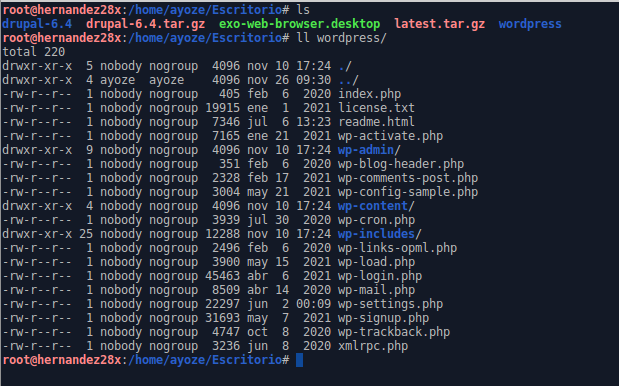 root@hernandez28x:/home/ayoze/Escritorio# ls
drupal-6.4  drupal-6.4.tar.gz  exo-web-browser.desktop  latest.tar.gz  wordpress
root@hernandez28x:/home/ayoze/Escritorio# ll wordpress/
total 220
drwxr-xr-x  5 nobody nogroup  4096 nov 10 17:24 ./
drwxr-xr-x  4 ayoze  ayoze    4096 nov 26 09:30 ../
-rw-r--r--  1 nobody nogroup   405 feb  6  2020 index.php
-rw-r--r--  1 nobody nogroup 19915 ene  1  2021 license.txt
-rw-r--r--  1 nobody nogroup  7346 jul  6 13:23 readme.html
-rw-r--r--  1 nobody nogroup  7165 ene 21  2021 wp-activate.php
drwxr-xr-x  9 nobody nogroup  4096 nov 10 17:24 wp-admin/
-rw-r--r--  1 nobody nogroup   351 feb  6  2020 wp-blog-header.php
-rw-r--r--  1 nobody nogroup  2328 feb 17  2021 wp-comments-post.php
-rw-r--r--  1 nobody nogroup  3004 may 21  2021 wp-config-sample.php
drwxr-xr-x  4 nobody nogroup  4096 nov 10 17:24 wp-content/
-rw-r--r--  1 nobody nogroup  3939 jul 30  2020 wp-cron.php
drwxr-xr-x 25 nobody nogroup 12288 nov 10 17:24 wp-includes/
-rw-r--r--  1 nobody nogroup  2496 feb  6  2020 wp-links-opml.php
-rw-r--r--  1 nobody nogroup  3900 may 15  2021 wp-load.php
-rw-r--r--  1 nobody nogroup 45463 abr  6  2021 wp-login.php
-rw-r--r--  1 nobody nogroup  8509 abr 14  2020 wp-mail.php
-rw-r--r--  1 nobody nogroup 22297 jun  2 00:09 wp-settings.php
-rw-r--r--  1 nobody nogroup 31693 may  7  2021 wp-signup.php
-rw-r--r--  1 nobody nogroup  4747 oct  8  2020 wp-trackback.php
-rw-r--r--  1 nobody nogroup  3236 jun  8  2020 xmlrpc.php
root@hernandez28x:/home/ayoze/Escritorio#